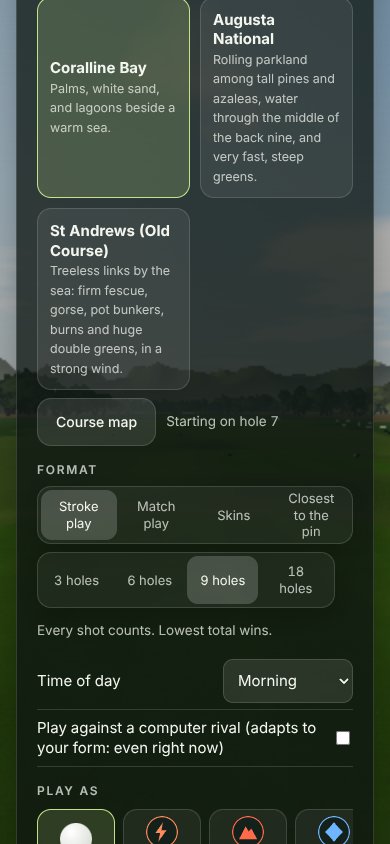 Coralline Bay
Palms, white sand,
and lagoons beside a
warm sea.
Augusta
National
Rolling parkland
among tall pines and
azaleas, water
through the middle of
the back nine, and
very fast, steep
greens.
St Andrews (Old
Course)
Treeless links by the
sea: firm fescue,
gorse, pot bunkers,
burns and huge
double greens, in a
strong wind.
Course map
Starting on hole 7
FORMAT
Stroke
play
Match
play
Skins
Closest
to the
pin
3 holes
6 holes
9 holes
18
holes
Every shot counts. Lowest total wins.
Time of day
Morning
Play against a computer rival (adapts to
your form: even right now)
PLAY AS